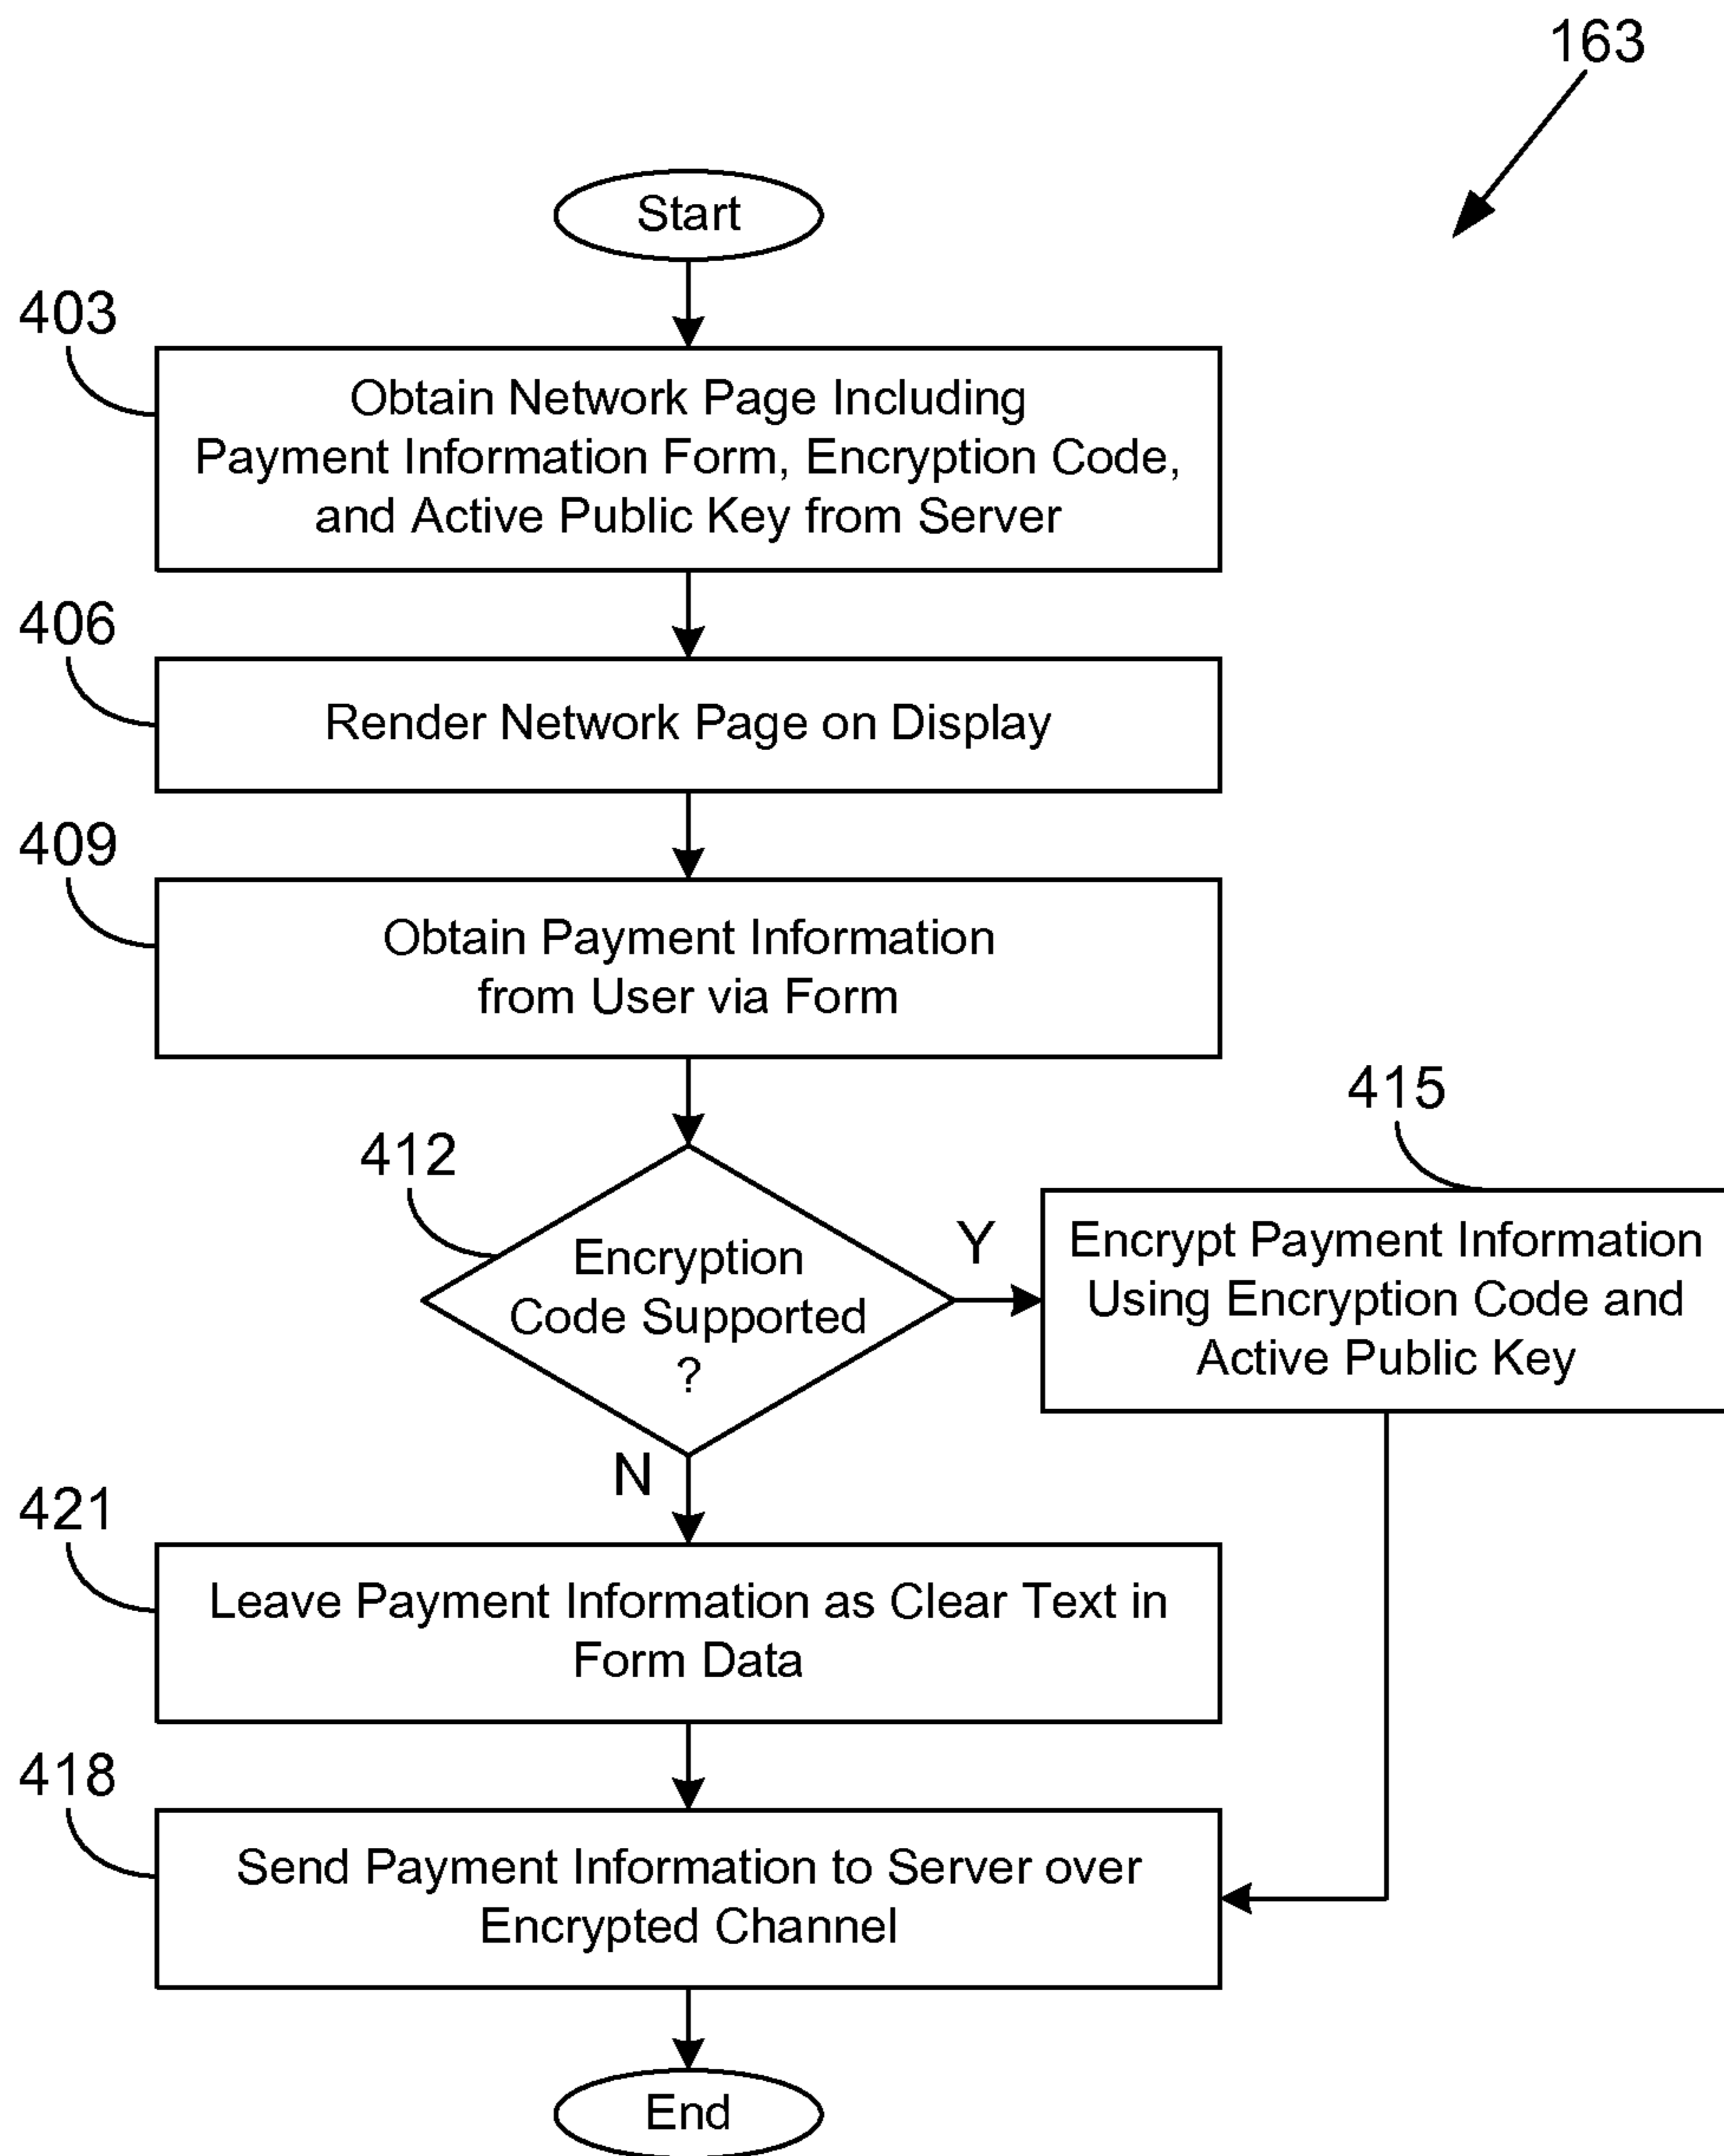 163
Start
403
Obtain Network Page Including
Payment Information Form, Encryption Code,
and Active Public Key from Server
406
Render Network Page on Display
409
Obtain Payment Information
from User via Form
412
Encryption
Code Supported
?
Y
415
Encrypt Payment Information
Using Encryption Code and
Active Public Key
N
421
Leave Payment Information as Clear Text in
Form Data
418
Send Payment Information to Server over
Encrypted Channel
End